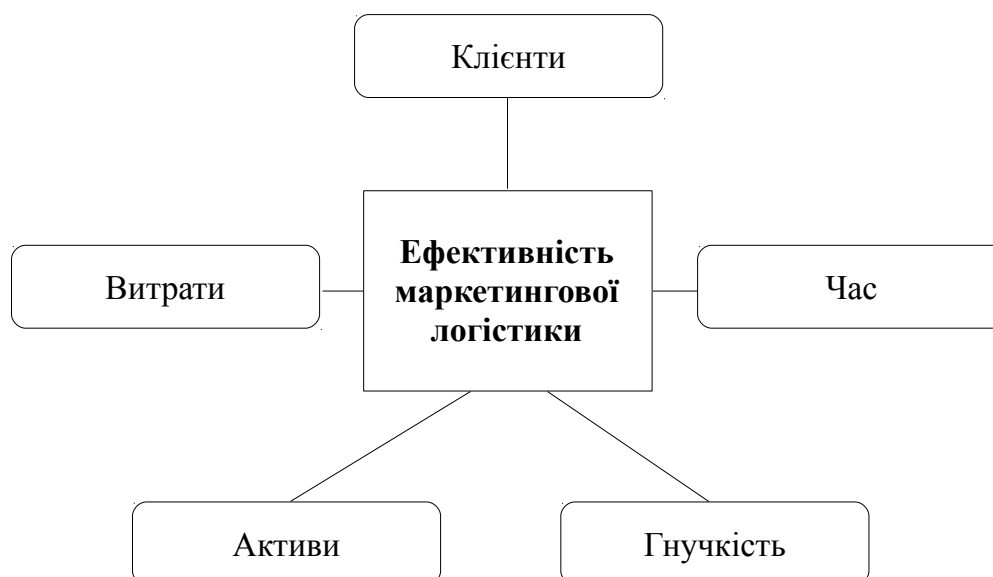 Клієнти
Ефективність
маркетингової
логістики
Витрати
Час
Активи
Гнучкість